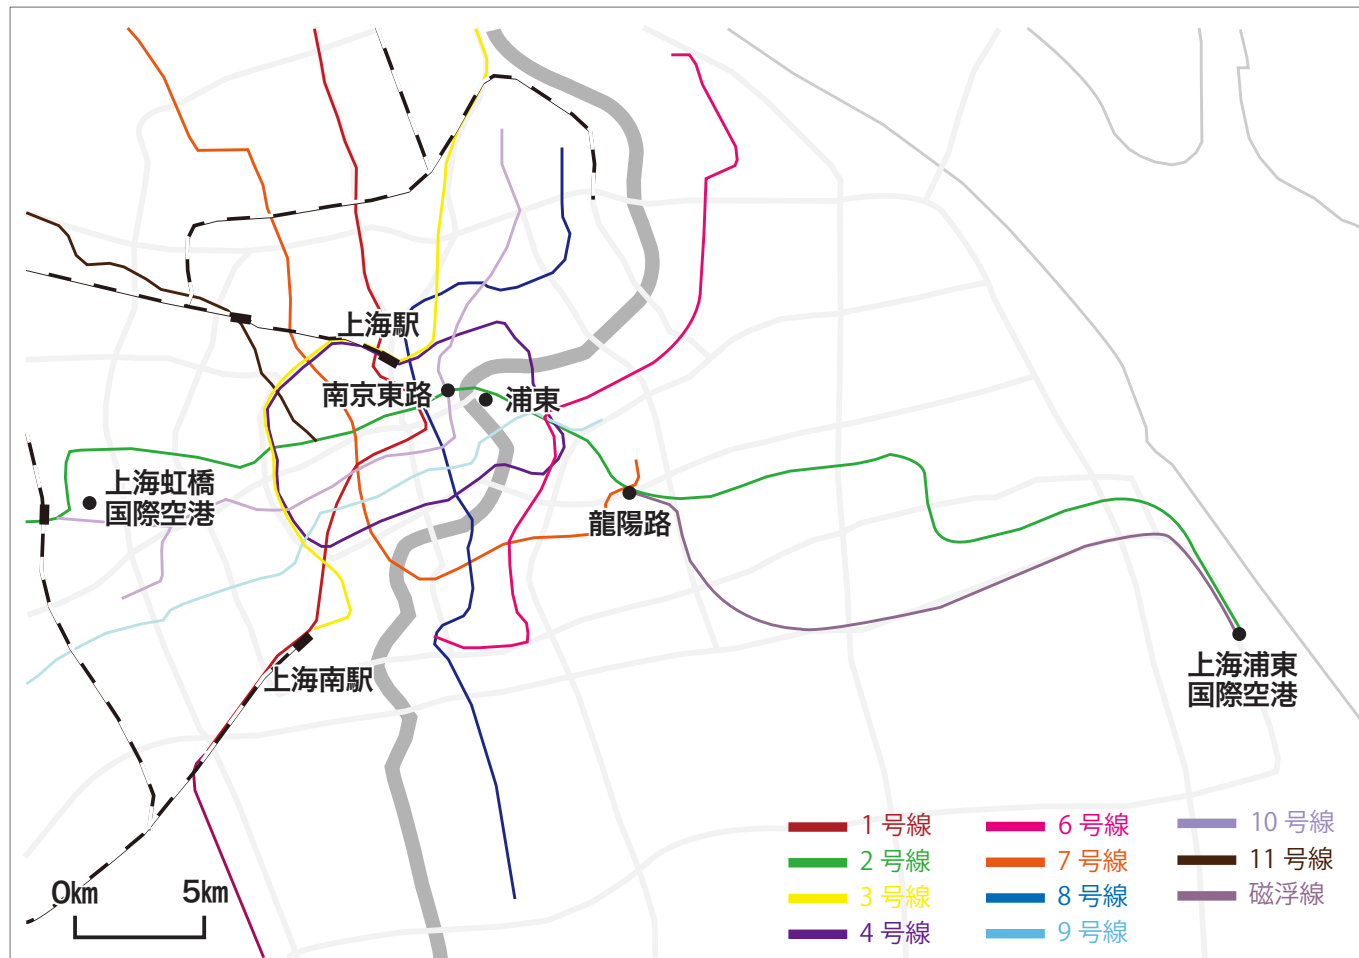 上海駅
南京東路
浦東
上海虹橋
国際空港
龍陽路
上海南駅
上海浦東
国際空港
0km
5km
1 号線
2 号線
3 号線
4 号線
6 号線
7 号線
8 号線
9 号線
10 号線
11 号線
磁浮線